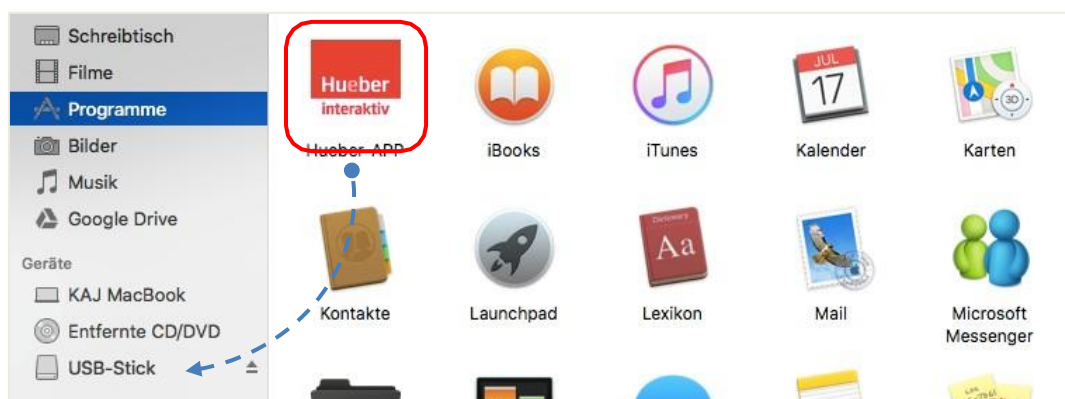 Schreibtisch
Filme
Programme
Bilder
Musik
Google Drive
Geräte
KAJ MacBook
Entfernte CD/DVD
USB-Stick
Hueber
interaktiv
Hueber-APP
iBooks
iTunes
JUL
17
Kalender
3D
Karten
Kontakte
Launchpad
Dictionary
Aa
Lexikon
Mail
Microsoft
Messenger